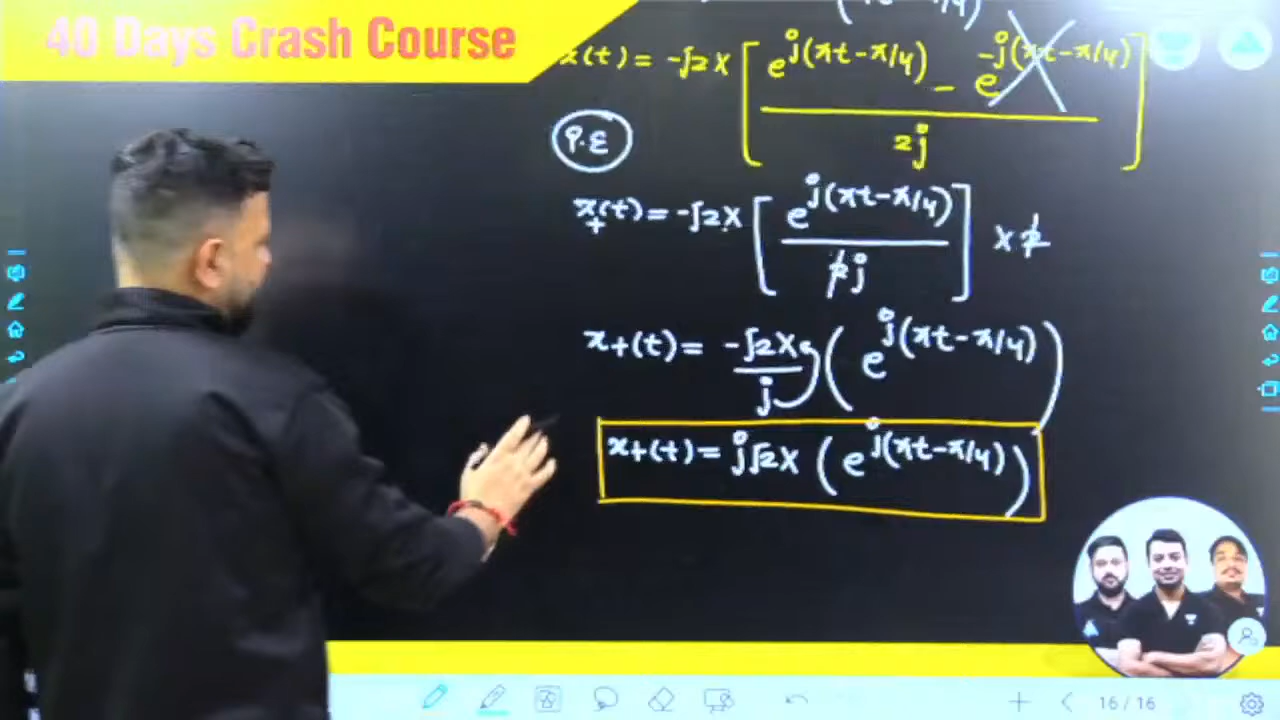 40 Days Crash Course
x(t) = -√2 x [ e^{j(πt-π/4)} - e^{-j(πt-π/4)} / 2j ]
P.E
x+(t) = -√2 x [ e^{j(πt-π/4)} / 2j ] x 2
x+(t) = -√2 x / j ( e^{j(πt-π/4)} )
x+(t) = j√2 x ( e^{j(πt-π/4)} )
16 / 16